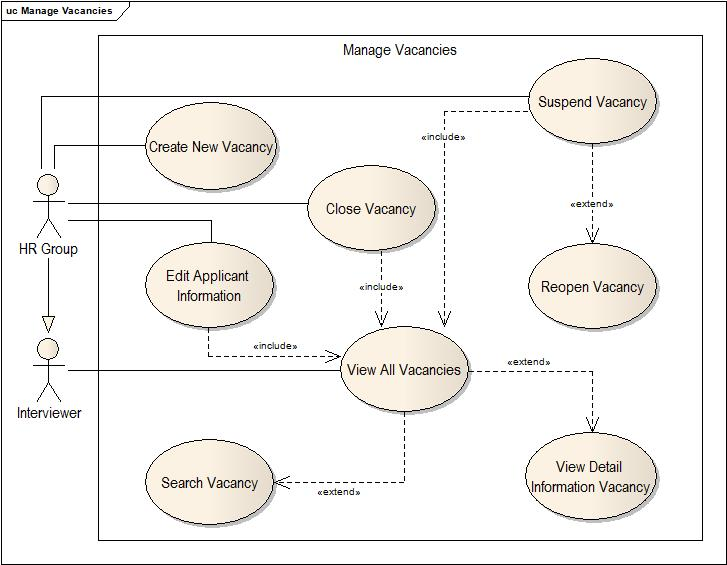 uc Manage Vacancies
Manage Vacancies
Suspend Vacancy
Create New Vacancy
«include»
Close Vacancy
«extend»
HR Group
Edit Applicant
Information
«include»
Reopen Vacancy
«include»
View All Vacancies
«extend»
Interviewer
Search Vacancy
«extend»
View Detail
Information Vacancy